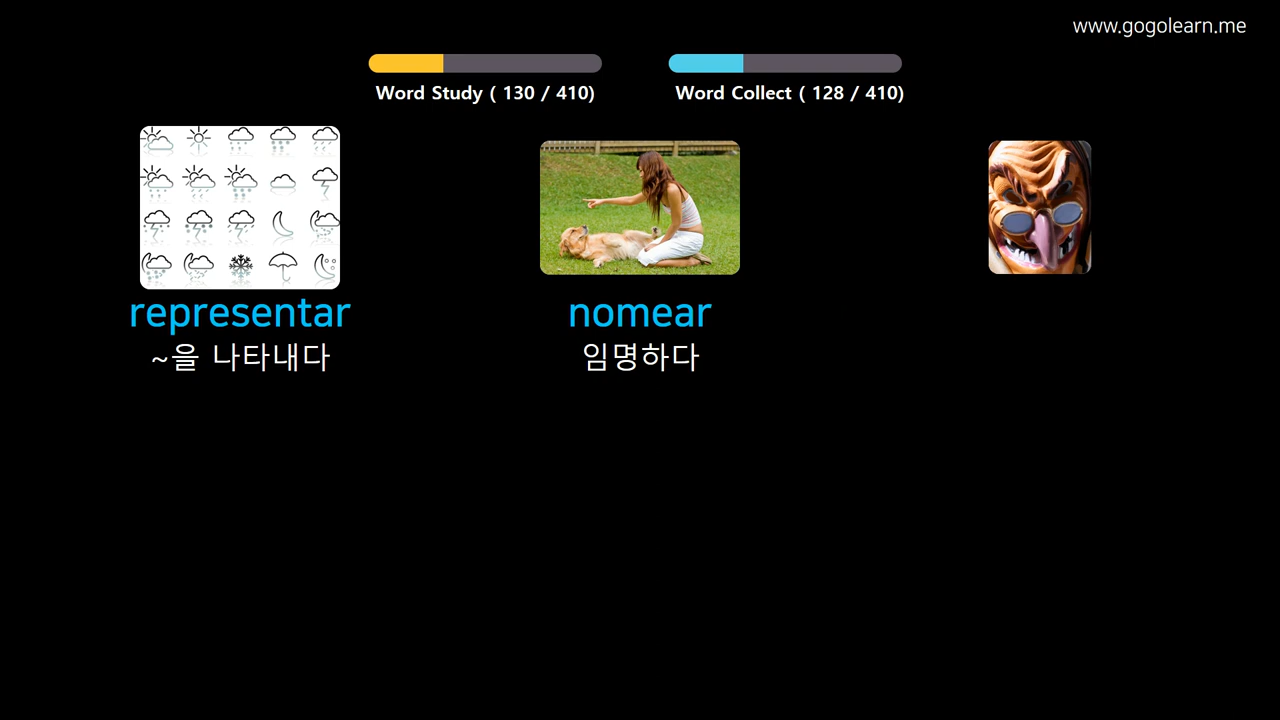 www.gogolearn.me
Word Study ( 130 / 410)
Word Collect ( 128 / 410)
representar
~을 나타내다
nomear
임명하다